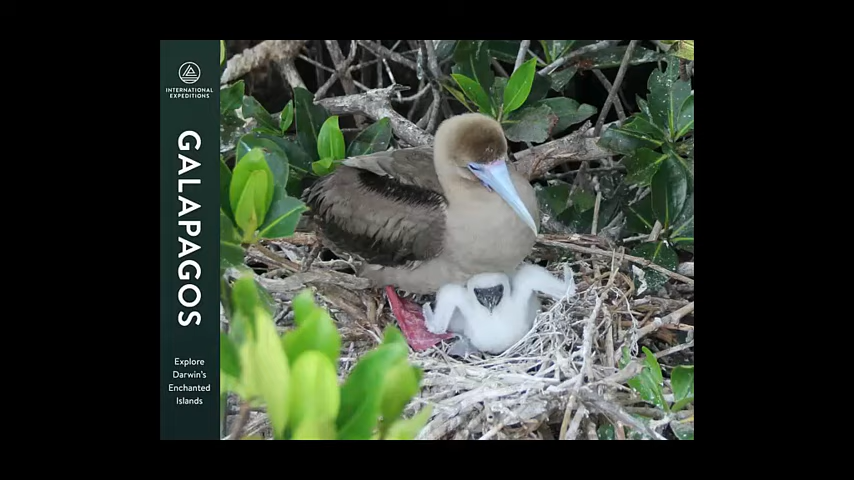 INTERNATIONAL
EXPEDITIONS
GALAPAGOS
Explore
Darwin's
Enchanted
Islands